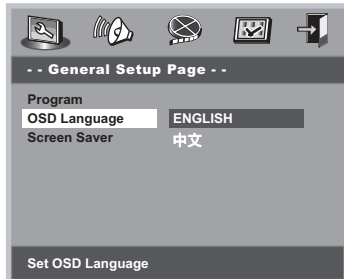 - - General Setup Page - -
Program
OSD Language ENGLISH
Screen Saver 中文
Set OSD Language